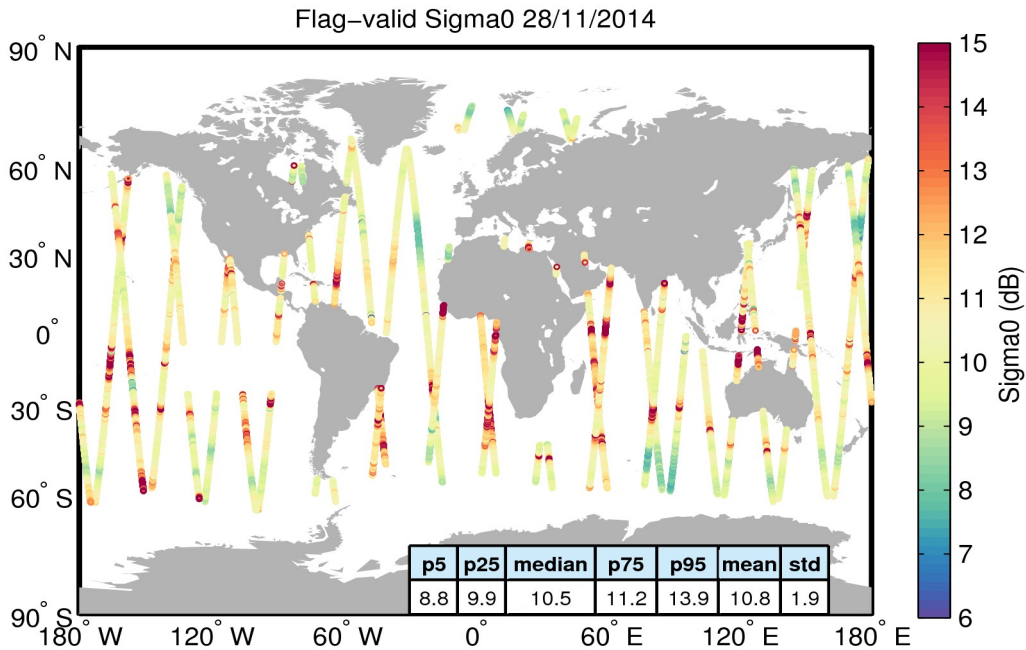 Flag−valid Sigma0 28/11/2014
90° N
60° N
30° N
0°
30° S
60° S
90° S
180° W
120° W
60° W
0°
60° E
120° E
180° E
15
14
13
12
11
10
9
8
7
6
Sigma0 (dB)
p5 p25 median p75 p95 mean std
8.8 9.9 10.5 11.2 13.9 10.8 1.9